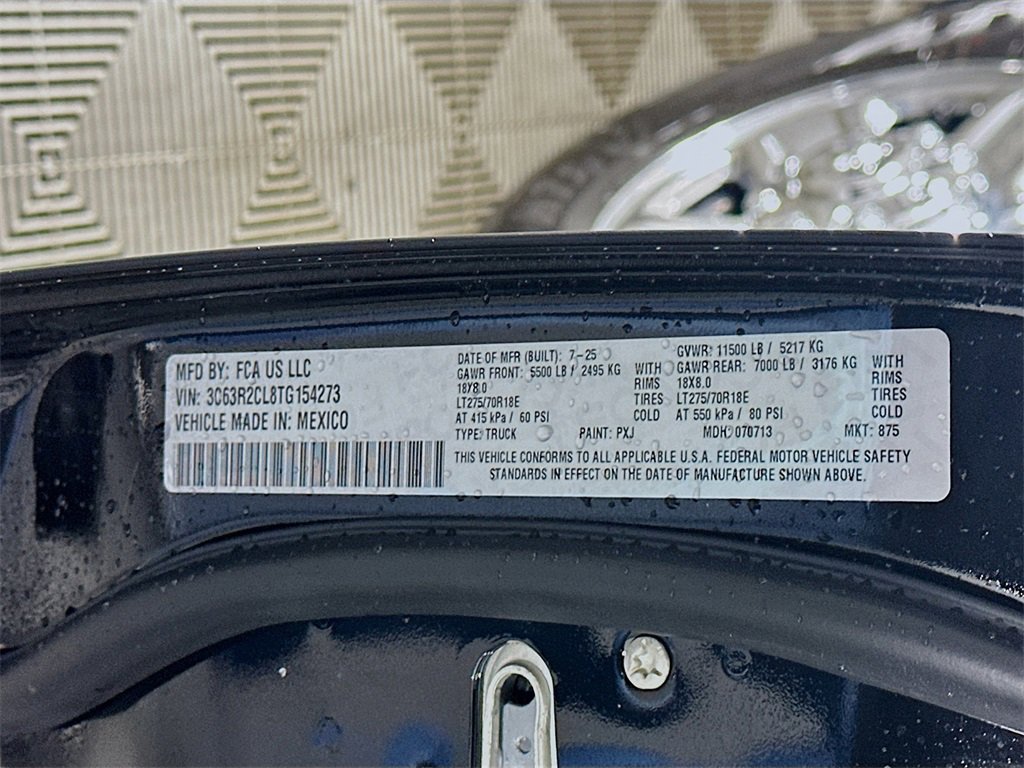 MFD BY: FCA US LLC
VIN: 3C63R2CL8TG154273
VEHICLE MADE IN: MEXICO
DATE OF MFR (BUILT): 7-25
GAWR FRONT: 5500 LB / 2495 KG WITH
18X8.0 RIMS
LT275/70R18E TIRES
AT 415 kPa / 60 PSI COLD
GVWR: 11500 LB / 5217 KG
GAWR REAR: 7000 LB / 3176 KG WITH
18X8.0 RIMS
LT275/70R18E TIRES
AT 550 kPa / 80 PSI COLD
TYPE: TRUCK PAINT: PXJ MDH: 070713 MKT: 875
THIS VEHICLE CONFORMS TO ALL APPLICABLE U.S.A. FEDERAL MOTOR VEHICLE SAFETY
STANDARDS IN EFFECT ON THE DATE OF MANUFACTURE SHOWN ABOVE.